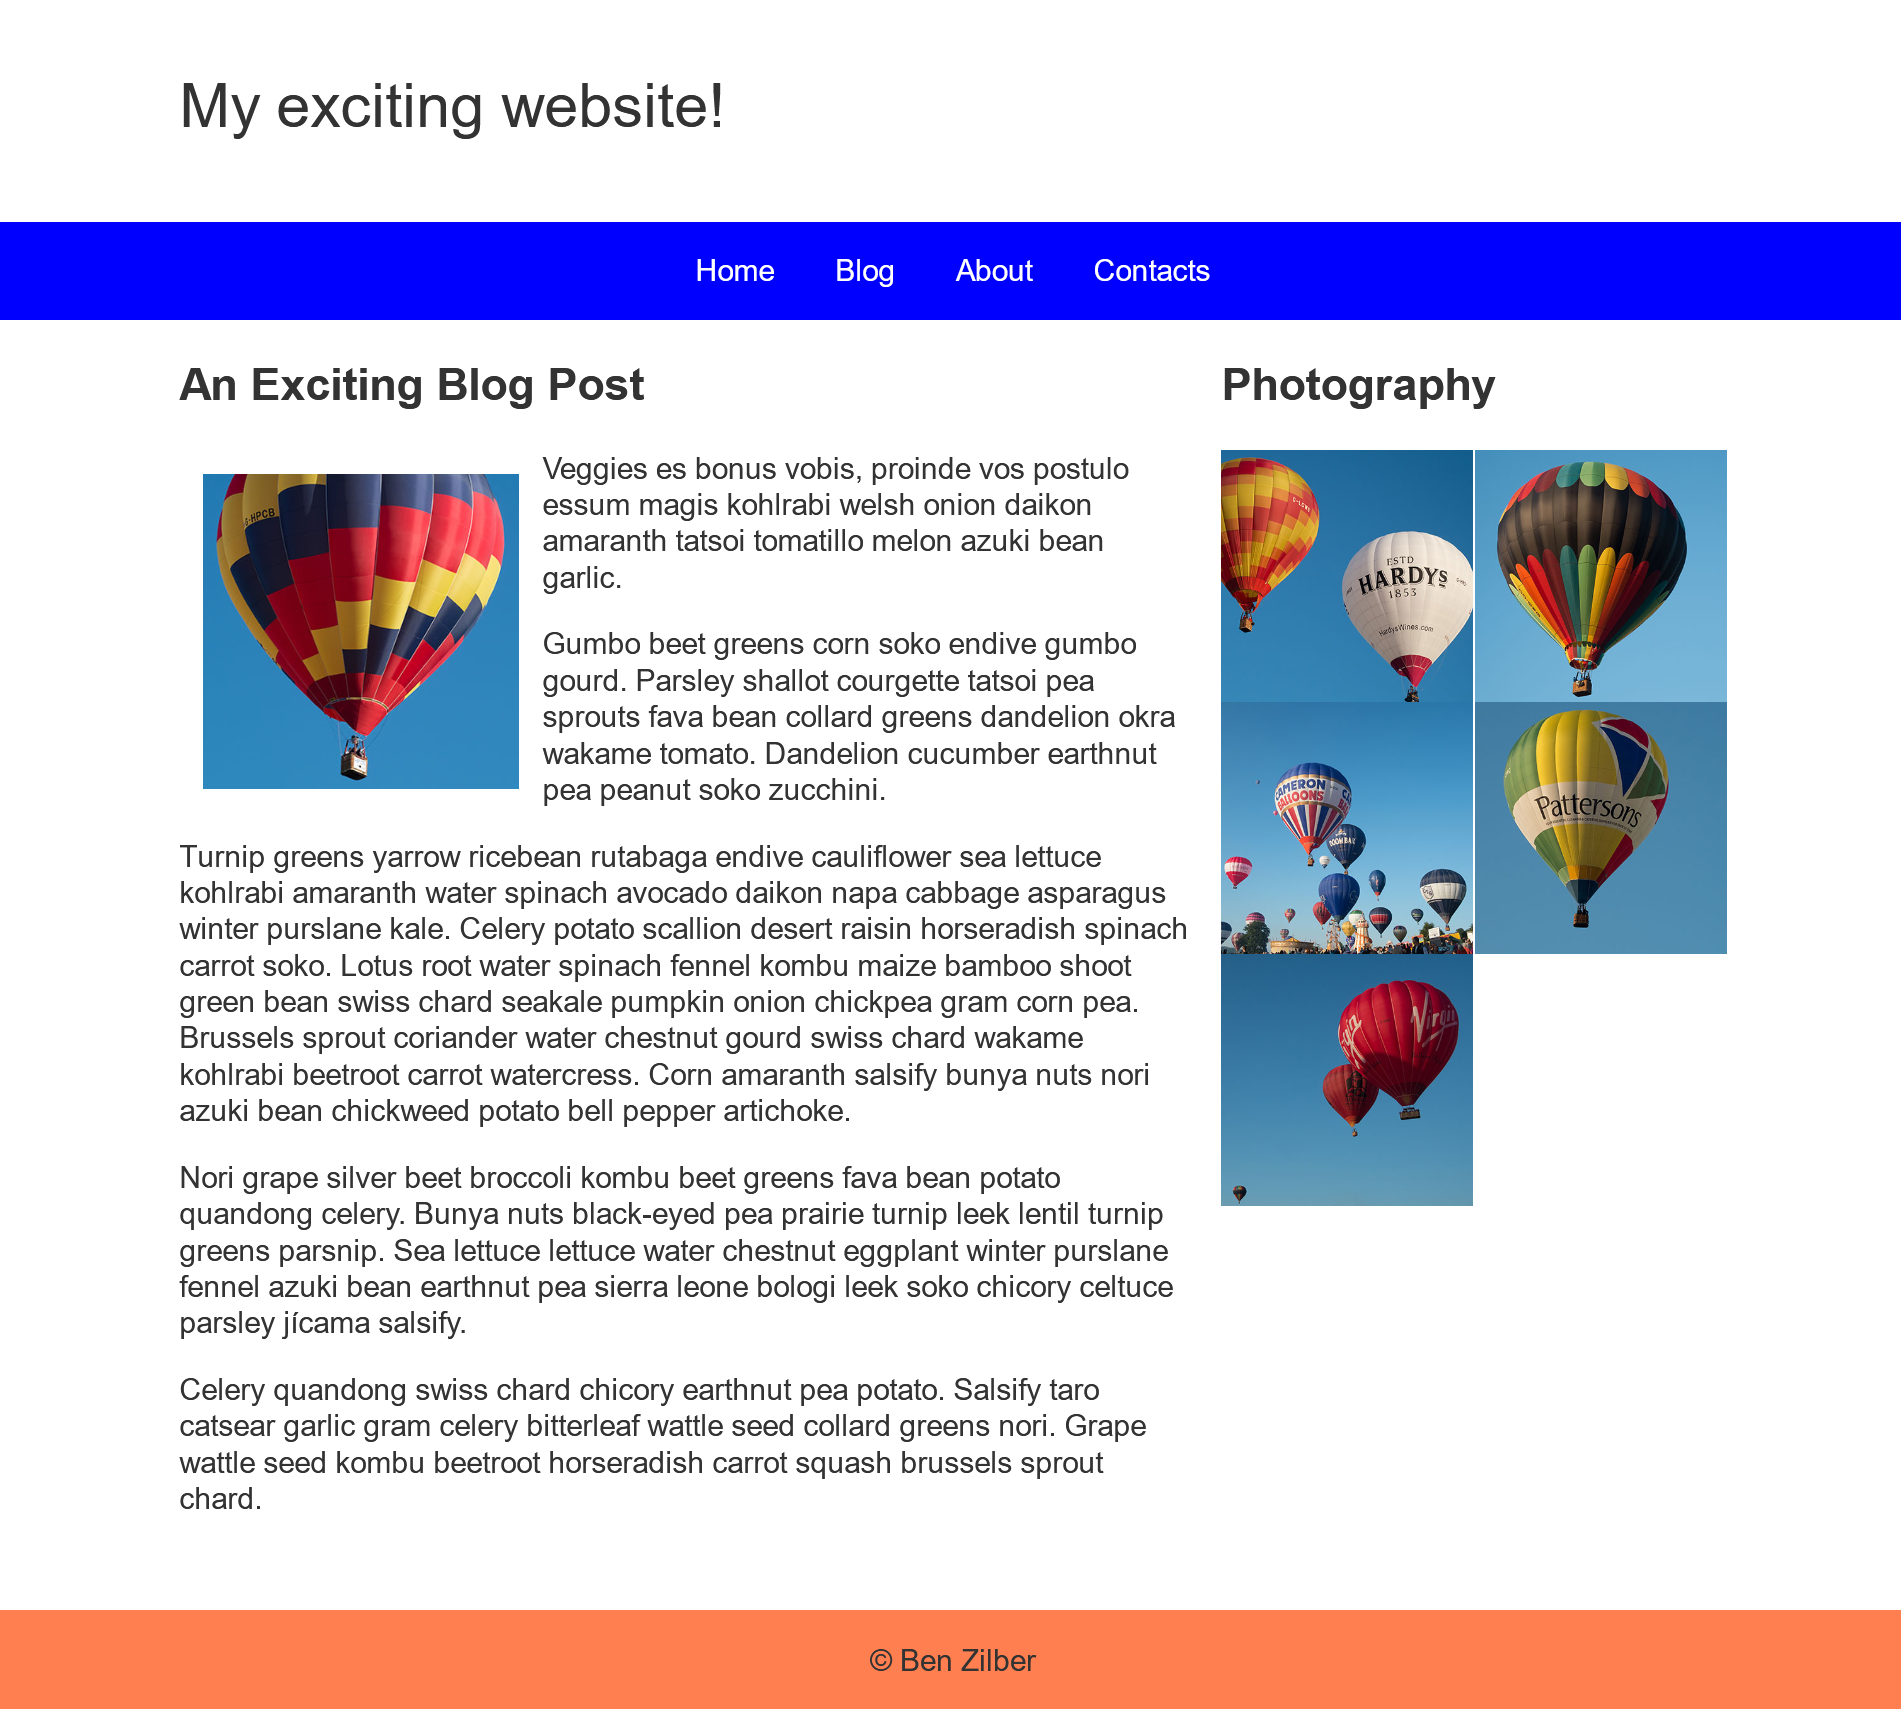 My exciting website!
Home Blog About Contacts
An Exciting Blog Post
G-HPCB
Veggies es bonus vobis, proinde vos postulo
essum magis kohlrabi welsh onion daikon
amaranth tatsoi tomatillo melon azuki bean
garlic.
Gumbo beet greens corn soko endive gumbo
gourd. Parsley shallot courgette tatsoi pea
sprouts fava bean collard greens dandelion okra
wakame tomato. Dandelion cucumber earthnut
pea peanut soko zucchini.
Turnip greens yarrow ricebean rutabaga endive cauliflower sea lettuce
kohlrabi amaranth water spinach avocado daikon napa cabbage asparagus
winter purslane kale. Celery potato scallion desert raisin horseradish spinach
carrot soko. Lotus root water spinach fennel kombu maize bamboo shoot
green bean swiss chard seakale pumpkin onion chickpea gram corn pea.
Brussels sprout coriander water chestnut gourd swiss chard wakame
kohlrabi beetroot carrot watercress. Corn amaranth salsify bunya nuts nori
azuki bean chickweed potato bell pepper artichoke.
Nori grape silver beet broccoli kombu beet greens fava bean potato
quandong celery. Bunya nuts black-eyed pea prairie turnip leek lentil turnip
greens parsnip. Sea lettuce lettuce water chestnut eggplant winter purslane
fennel azuki bean earthnut pea sierra leone bologi leek soko chicory celtuce
parsley jícama salsify.
Celery quandong swiss chard chicory earthnut pea potato. Salsify taro
catsear garlic gram celery bitterleaf wattle seed collard greens nori. Grape
wattle seed kombu beetroot horseradish carrot squash brussels sprout
chard.
Photography
ESTD
HARDYS
1853
HardysWines.com
CAMERON
BALLOONS
Pattersons
Virgin
© Ben Zilber